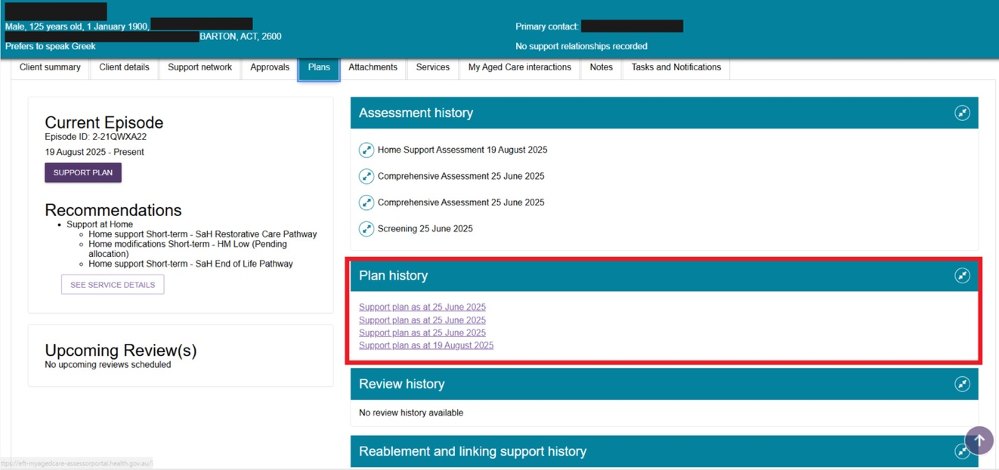 Male, 125 years old, 1 January 1900,
BARTON, ACT, 2600
Prefers to speak Greek
Primary contact:
No support relationships recorded
Client summary
Client details
Support network
Approvals
Plans
Attachments
Services
My Aged Care interactions
Notes
Tasks and Notifications
Current Episode
Episode ID: 2-21QWXA22
19 August 2025 - Present
SUPPORT PLAN
Recommendations
• Support at Home
○ Home support Short-term - SaH Restorative Care Pathway
○ Home modifications Short-term - HM Low (Pending
allocation)
○ Home support Short-term - SaH End of Life Pathway
SEE SERVICE DETAILS
Upcoming Review(s)
No upcoming reviews scheduled
Assessment history
Home Support Assessment 19 August 2025
Comprehensive Assessment 25 June 2025
Comprehensive Assessment 25 June 2025
Screening 25 June 2025
Plan history
Support plan as at 25 June 2025
Support plan as at 25 June 2025
Support plan as at 25 June 2025
Support plan as at 19 August 2025
Review history
No review history available
Reablement and linking support history
ttps://eft-myagedcare-assessorportal.health.gov.au/